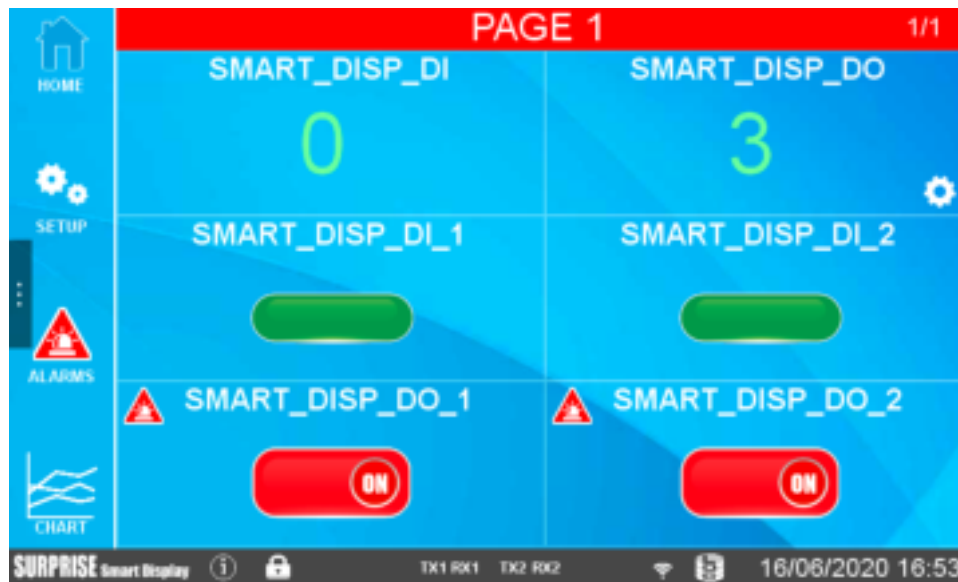 PAGE 1 1/1
HOME
SMART_DISP_DI SMART_DISP_DO
0 3
SETUP
SMART_DISP_DI_1 SMART_DISP_DI_2
ALARMS
SMART_DISP_DO_1 SMART_DISP_DO_2
ON ON
CHART
SURPRISE Smart Display i TX1 RX1 TX2 RX2 16/06/2020 16:53